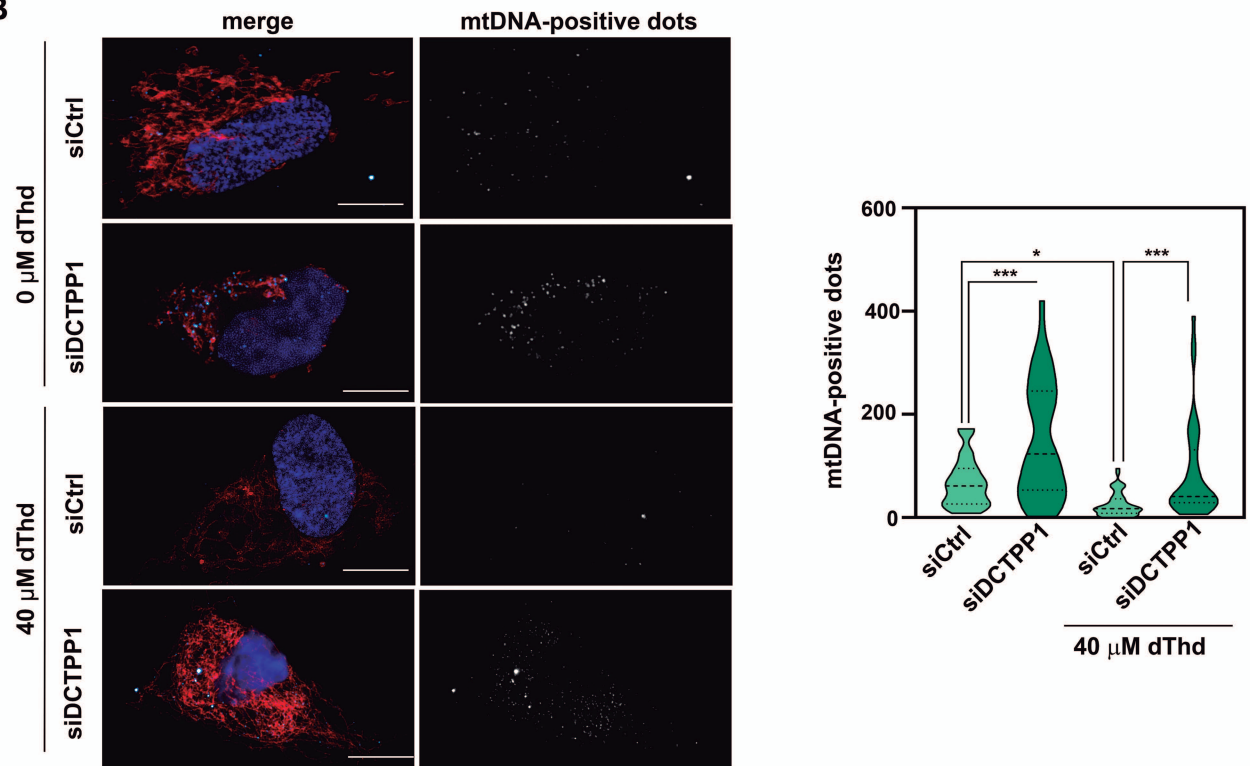 B
merge
mtDNA-positive dots
0 µM dThd
siCtrl
siDCTPP1
40 µM dThd
siCtrl
siDCTPP1
mtDNA-positive dots
600
400
200
0
*
***
***
siCtrl
siDCTPP1
siCtrl
siDCTPP1
40 µM dThd